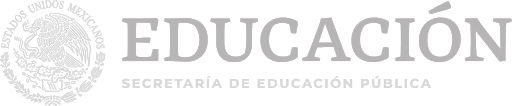 ESTADOS UNIDOS MEXICANOS
EDUCACIÓN
SECRETARÍA DE EDUCACIÓN PÚBLICA